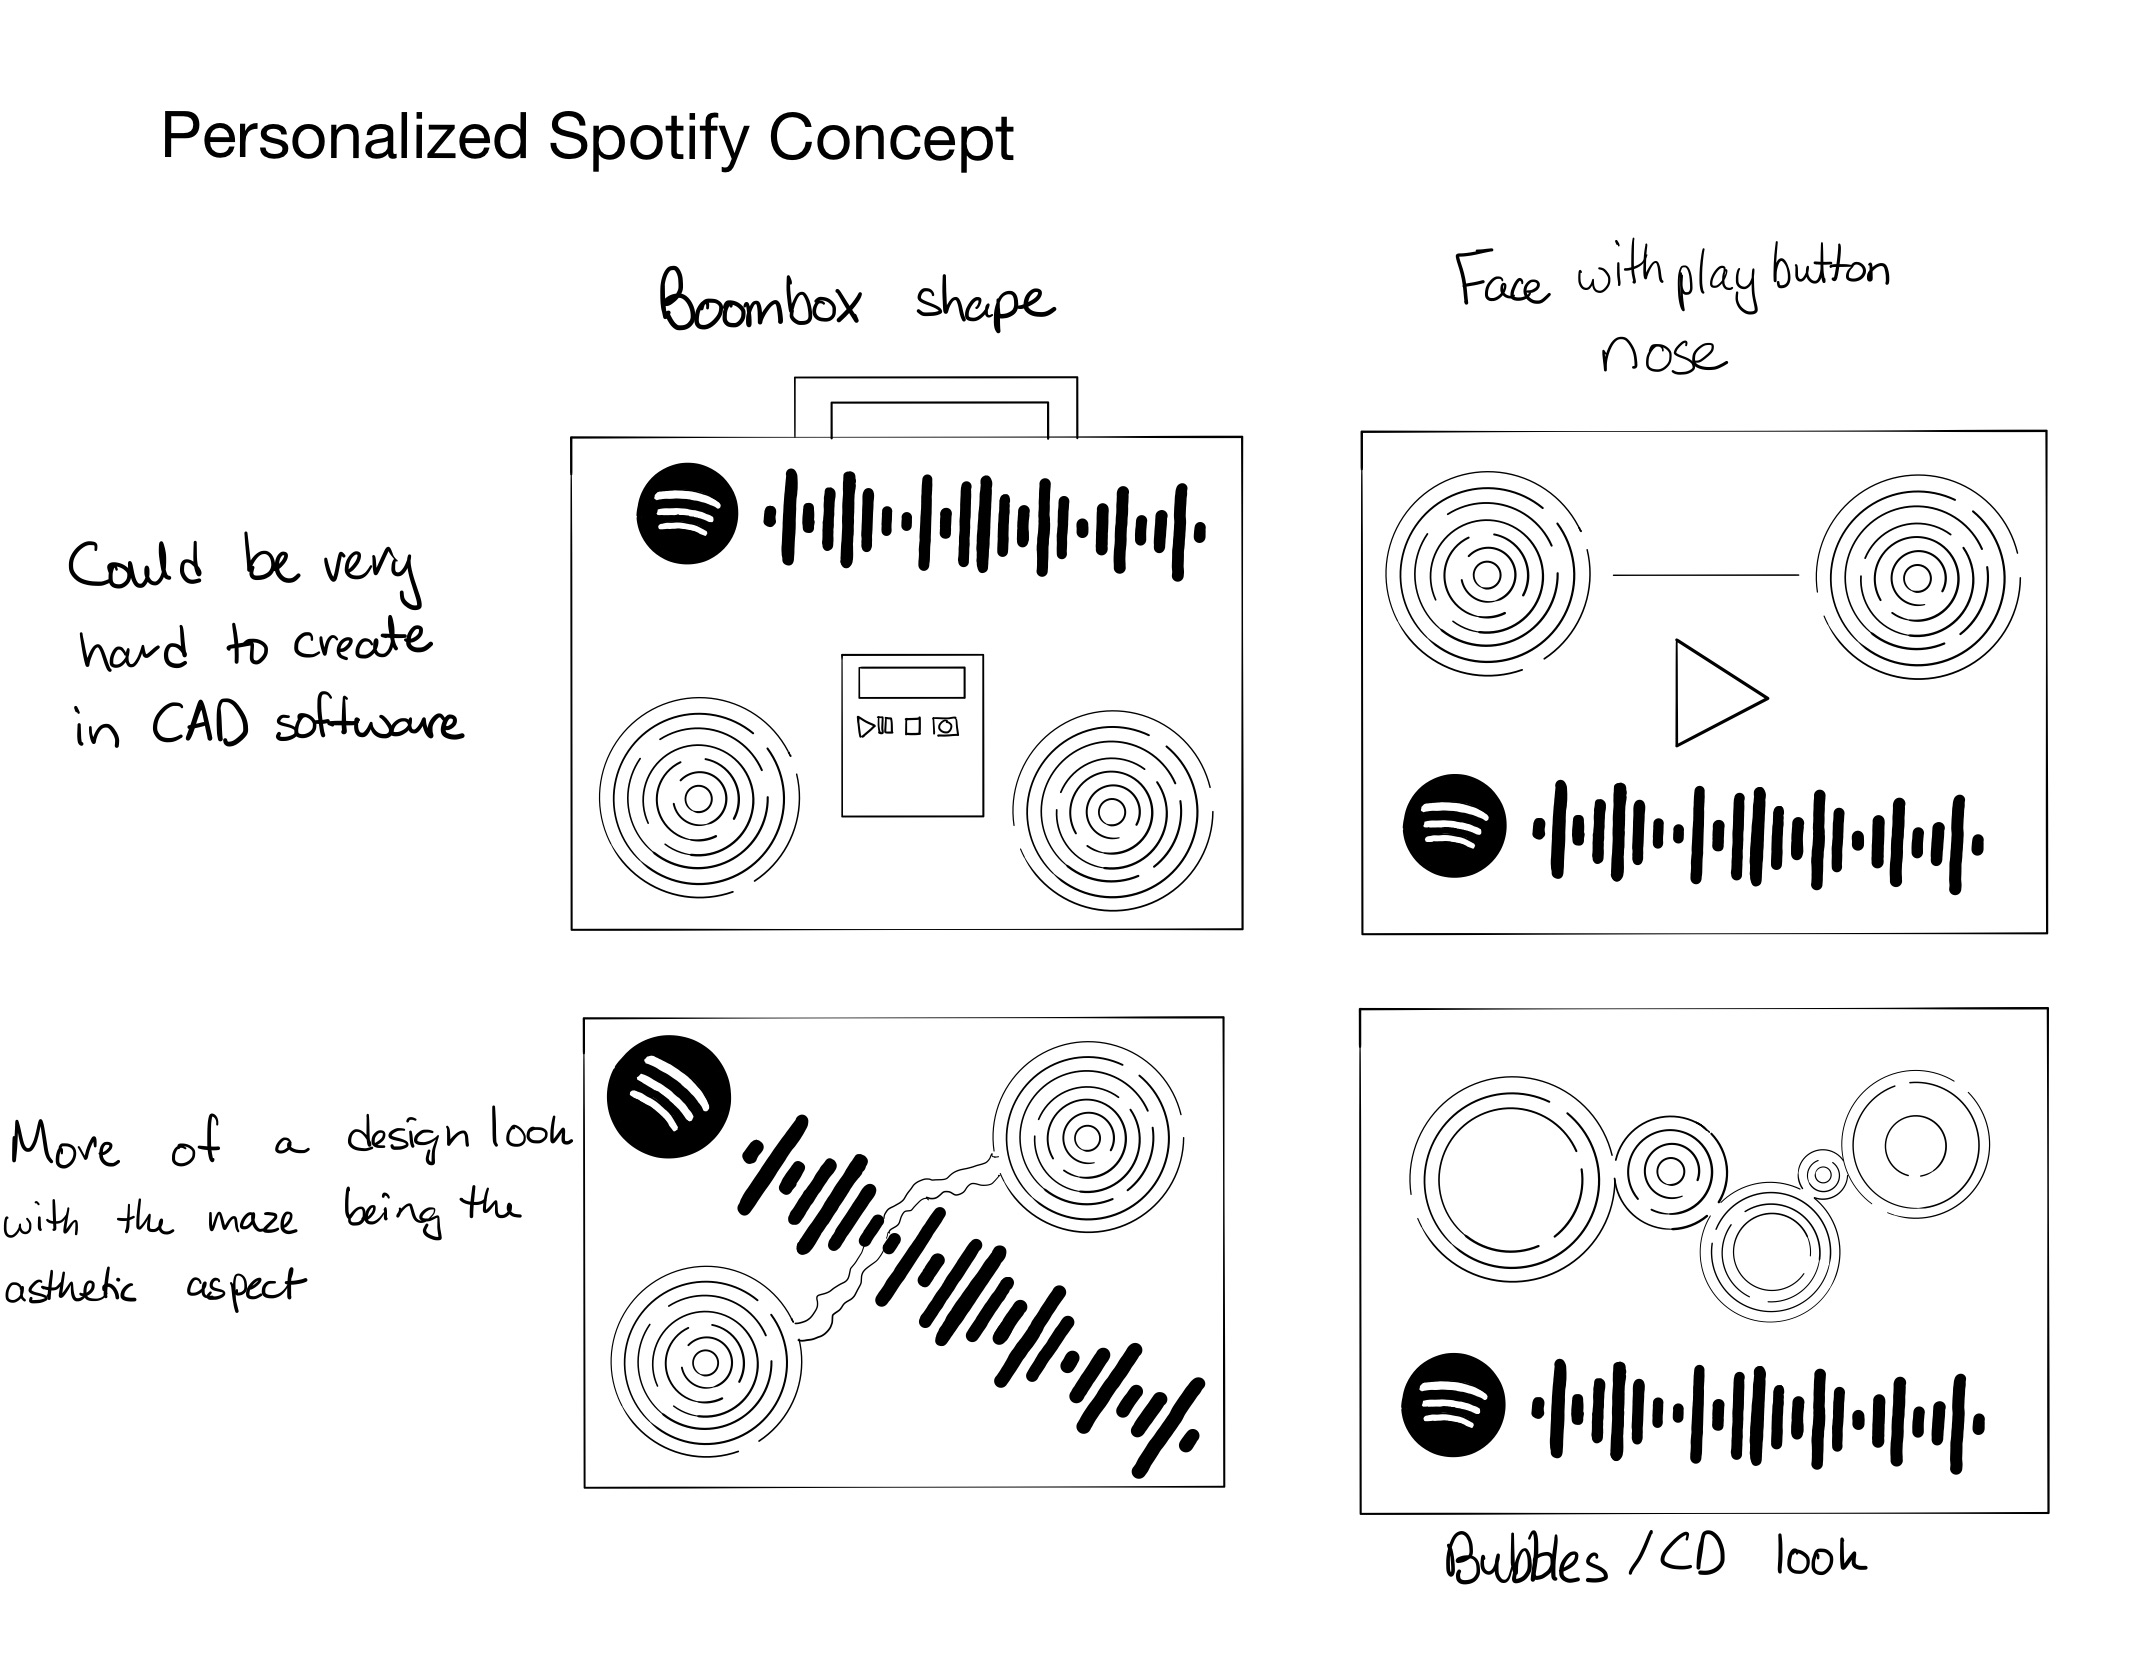 Personalized Spotify Concept
Boombox shape
Face with play button
nose
Could be very
hard to create
in CAD software
More of a design look
with the maze being the
asthetic aspect
Bubbles / CD look